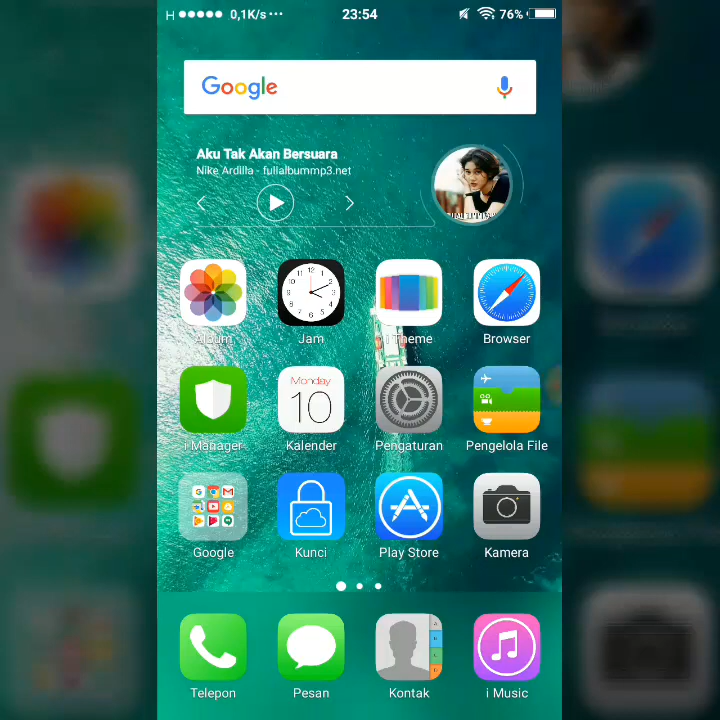 H 0,1K/s ··· 23:54 76%
Google
Aku Tak Akan Bersuara
Nike Ardilla - fullalbummp3.net
Album Jam i Theme Browser
Monday
10
i Manager Kalender Pengaturan Pengelola File
Google Kunci Play Store Kamera
Telepon Pesan Kontak i Music